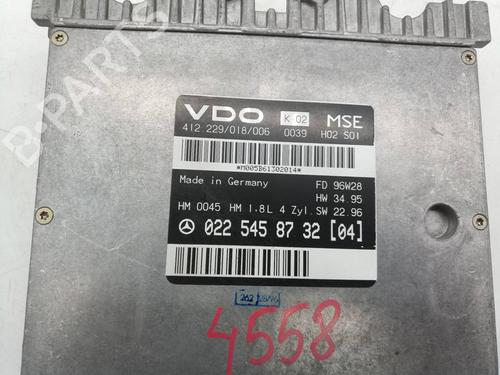 B-PARTS
VDO K 02 MSE
412 229/018/006 0039 H02 S01
*M005B61302014*
Made in Germany FD 96W28
HW 34.95
HM 0045 HM 1.8L 4 Zyl. SW 22.96
022 545 87 32 [04]
4558